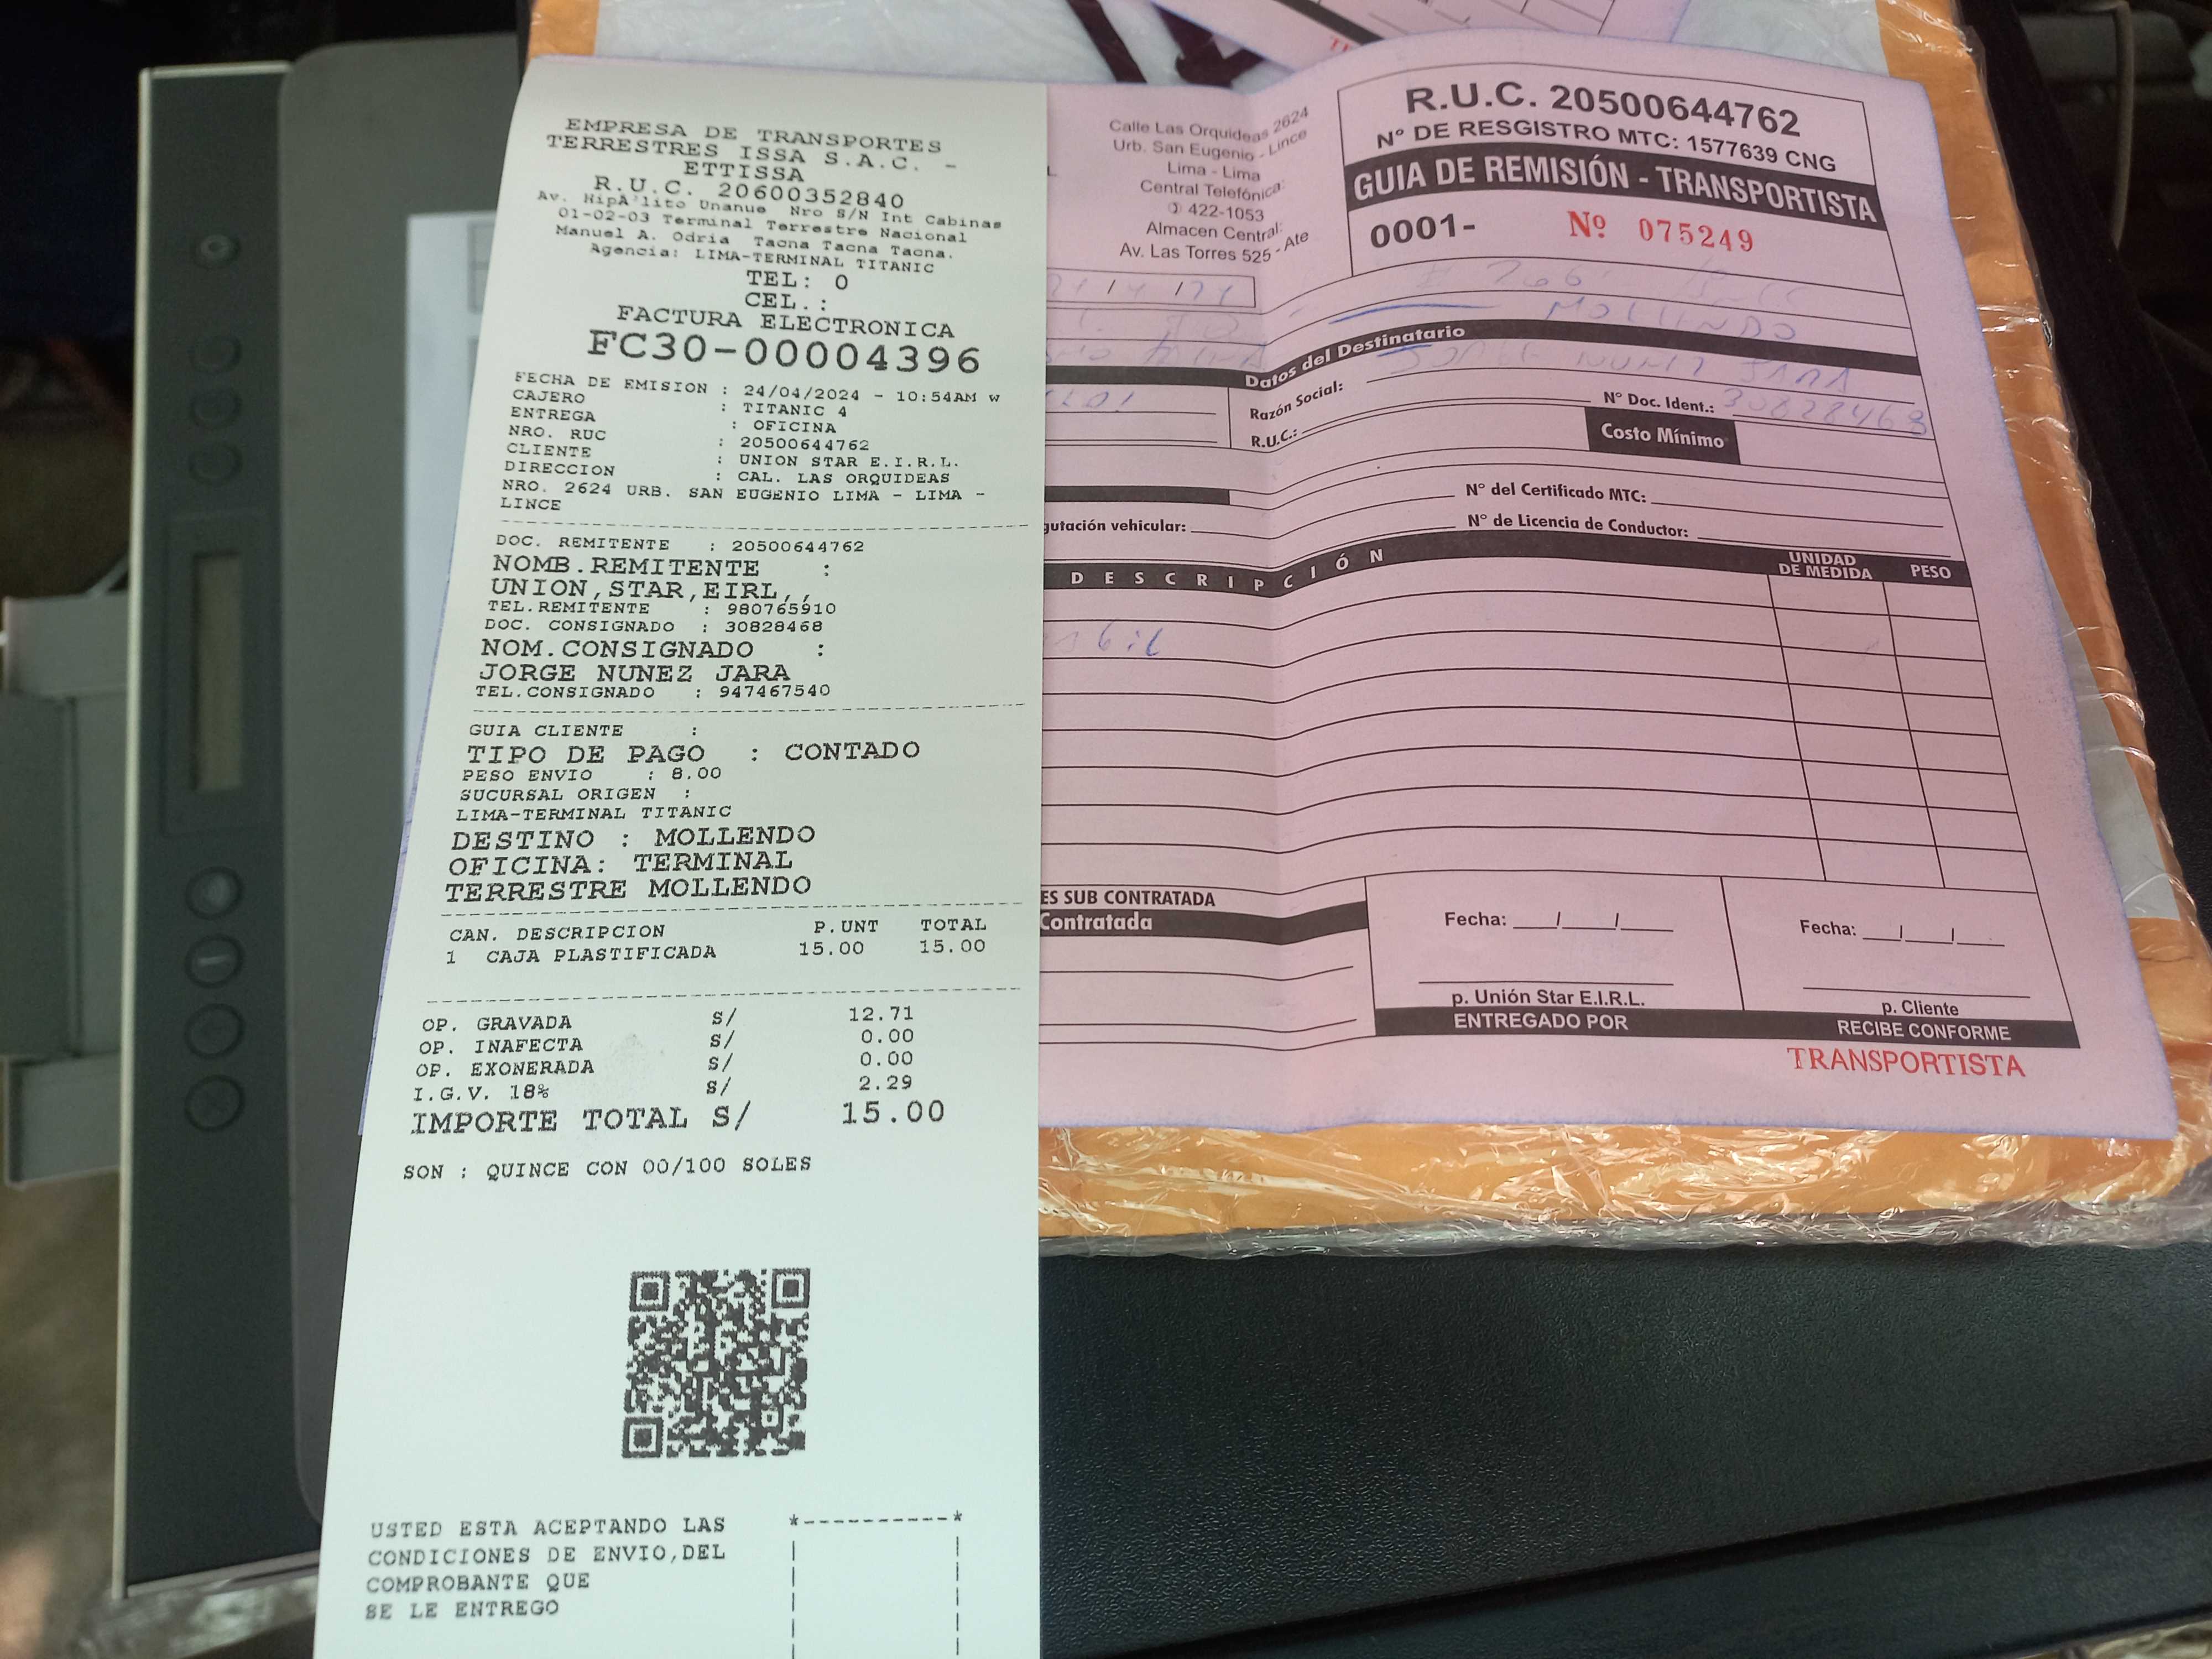 EMPRESA DE TRANSPORTES
TERRESTRES ISSA S.A.C. -
ETTISSA
R.U.C. 20600352840
Av. HipÃ³lito Unanue Nro S/N Int Cabinas
01-02-03 Terminal Terrestre Nacional
Manuel A. Odria Tacna Tacna Tacna.
Agencia: LIMA-TERMINAL TITANIC
TEL: 0
CEL.:
FACTURA ELECTRONICA
FC30-00004396
FECHA DE EMISION : 24/04/2024 - 10:54AM w
CAJERO : TITANIC 4
ENTREGA : OFICINA
NRO. RUC : 20500644762
CLIENTE : UNION STAR E.I.R.L.
DIRECCION : CAL. LAS ORQUIDEAS
NRO. 2624 URB. SAN EUGENIO LIMA - LIMA -
LINCE
DOC. REMITENTE : 20500644762
NOMB.REMITENTE :
UNION,STAR,EIRL,,
TEL.REMITENTE : 980765910
DOC. CONSIGNADO : 30828468
NOM.CONSIGNADO :
JORGE NUNEZ JARA
TEL.CONSIGNADO : 947467540
GUIA CLIENTE :
TIPO DE PAGO : CONTADO
PESO ENVIO : 8.00
SUCURSAL ORIGEN :
LIMA-TERMINAL TITANIC
DESTINO : MOLLENDO
OFICINA: TERMINAL
TERRESTRE MOLLENDO
CAN. DESCRIPCION P.UNT TOTAL
1 CAJA PLASTIFICADA 15.00 15.00
OP. GRAVADA S/ 12.71
OP. INAFECTA S/ 0.00
OP. EXONERADA S/ 0.00
I.G.V. 18% S/ 2.29
IMPORTE TOTAL S/ 15.00
SON : QUINCE CON 00/100 SOLES
USTED ESTA ACEPTANDO LAS
CONDICIONES DE ENVIO,DEL
COMPROBANTE QUE
SE LE ENTREGO
Calle Las Orquideas 2624
Urb. San Eugenio - Lince
Lima - Lima
Central Telefónica:
422-1053
Almacen Central:
Av. Las Torres 525 - Ate
R.U.C. 20500644762
N° DE RESGISTRO MTC: 1577639 CNG
GUIA DE REMISIÓN - TRANSPORTISTA
0001- Nº 075249
MOLLENDO
Datos del Destinatario
Razón Social: JORGE NUÑEZ JARA
R.U.C.: N° Doc. Ident.: 30828468
Costo Mínimo
N° del Certificado MTC:
gutación vehicular: N° de Licencia de Conductor:
DESCRIPCIÓN UNIDAD DE MEDIDA PESO
ES SUB CONTRATADA
Contratada
Fecha: __/__/__ Fecha: __/__/__
p. Unión Star E.I.R.L. p. Cliente
ENTREGADO POR RECIBE CONFORME
TRANSPORTISTA